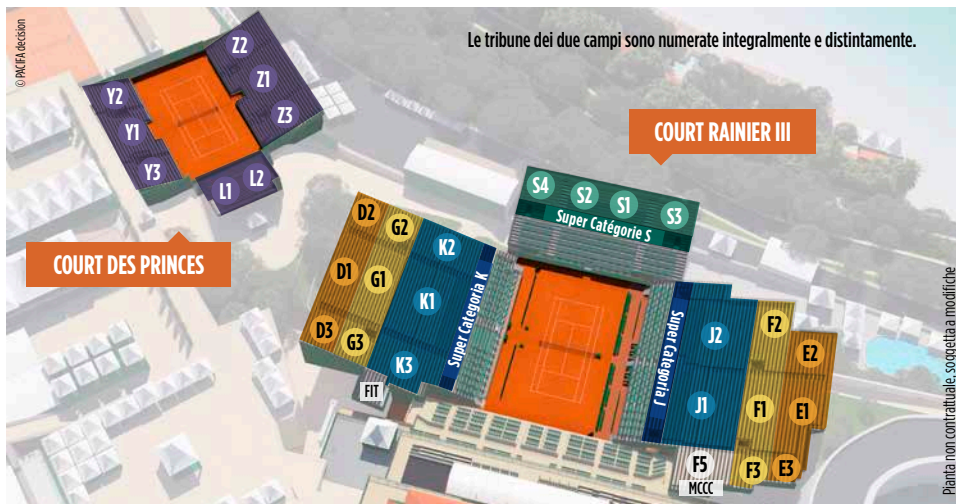 © PACIFA decision
Le tribune dei due campi sono numerate integralmente e distintamente.
Z2
Z1
Z3
Y2
Y1
Y3
L1
L2
COURT DES PRINCES
COURT RAINIER III
S4
S2
S1
S3
Super Catégorie S
D2
G2
K2
D1
G1
K1
D3
G3
K3
Super Categoria K
FIT
Super Categoria J
J2
J1
F2
F1
F3
E2
E1
E3
F5
MCCC
Pianta non contrattuale, soggetta a modifiche